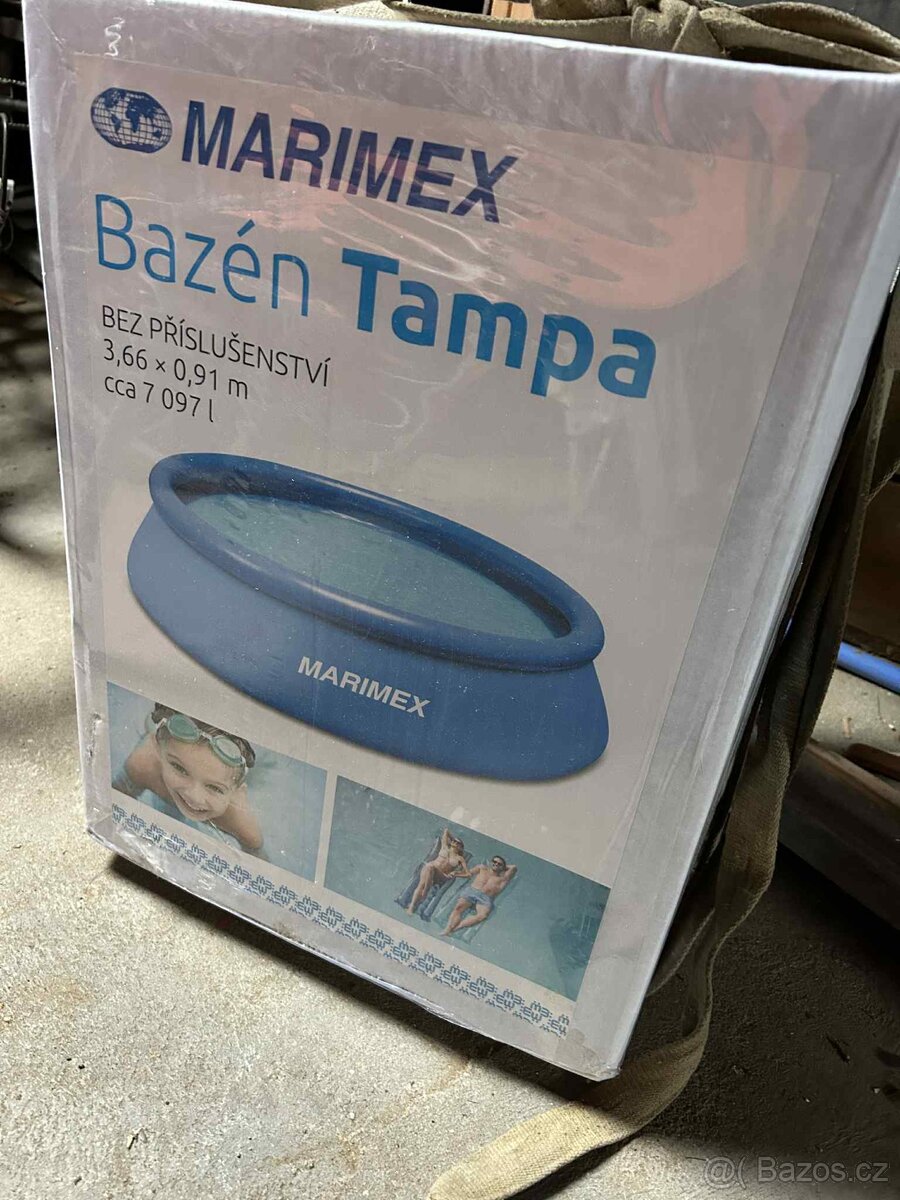 MARIMEX
Bazén Tampa
BEZ PŘÍSLUŠENSTVÍ
3,66 × 0,91 m
cca 7 097 l
MARIMEX
@( Bazos.cz